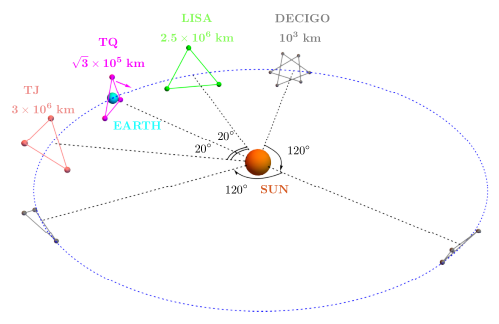 LISA
2.5 × 10⁶ km
DECIGO
10³ km
TQ
√3 × 10⁵ km
TJ
3 × 10⁶ km
EARTH
20°
20°
120°
120°
SUN